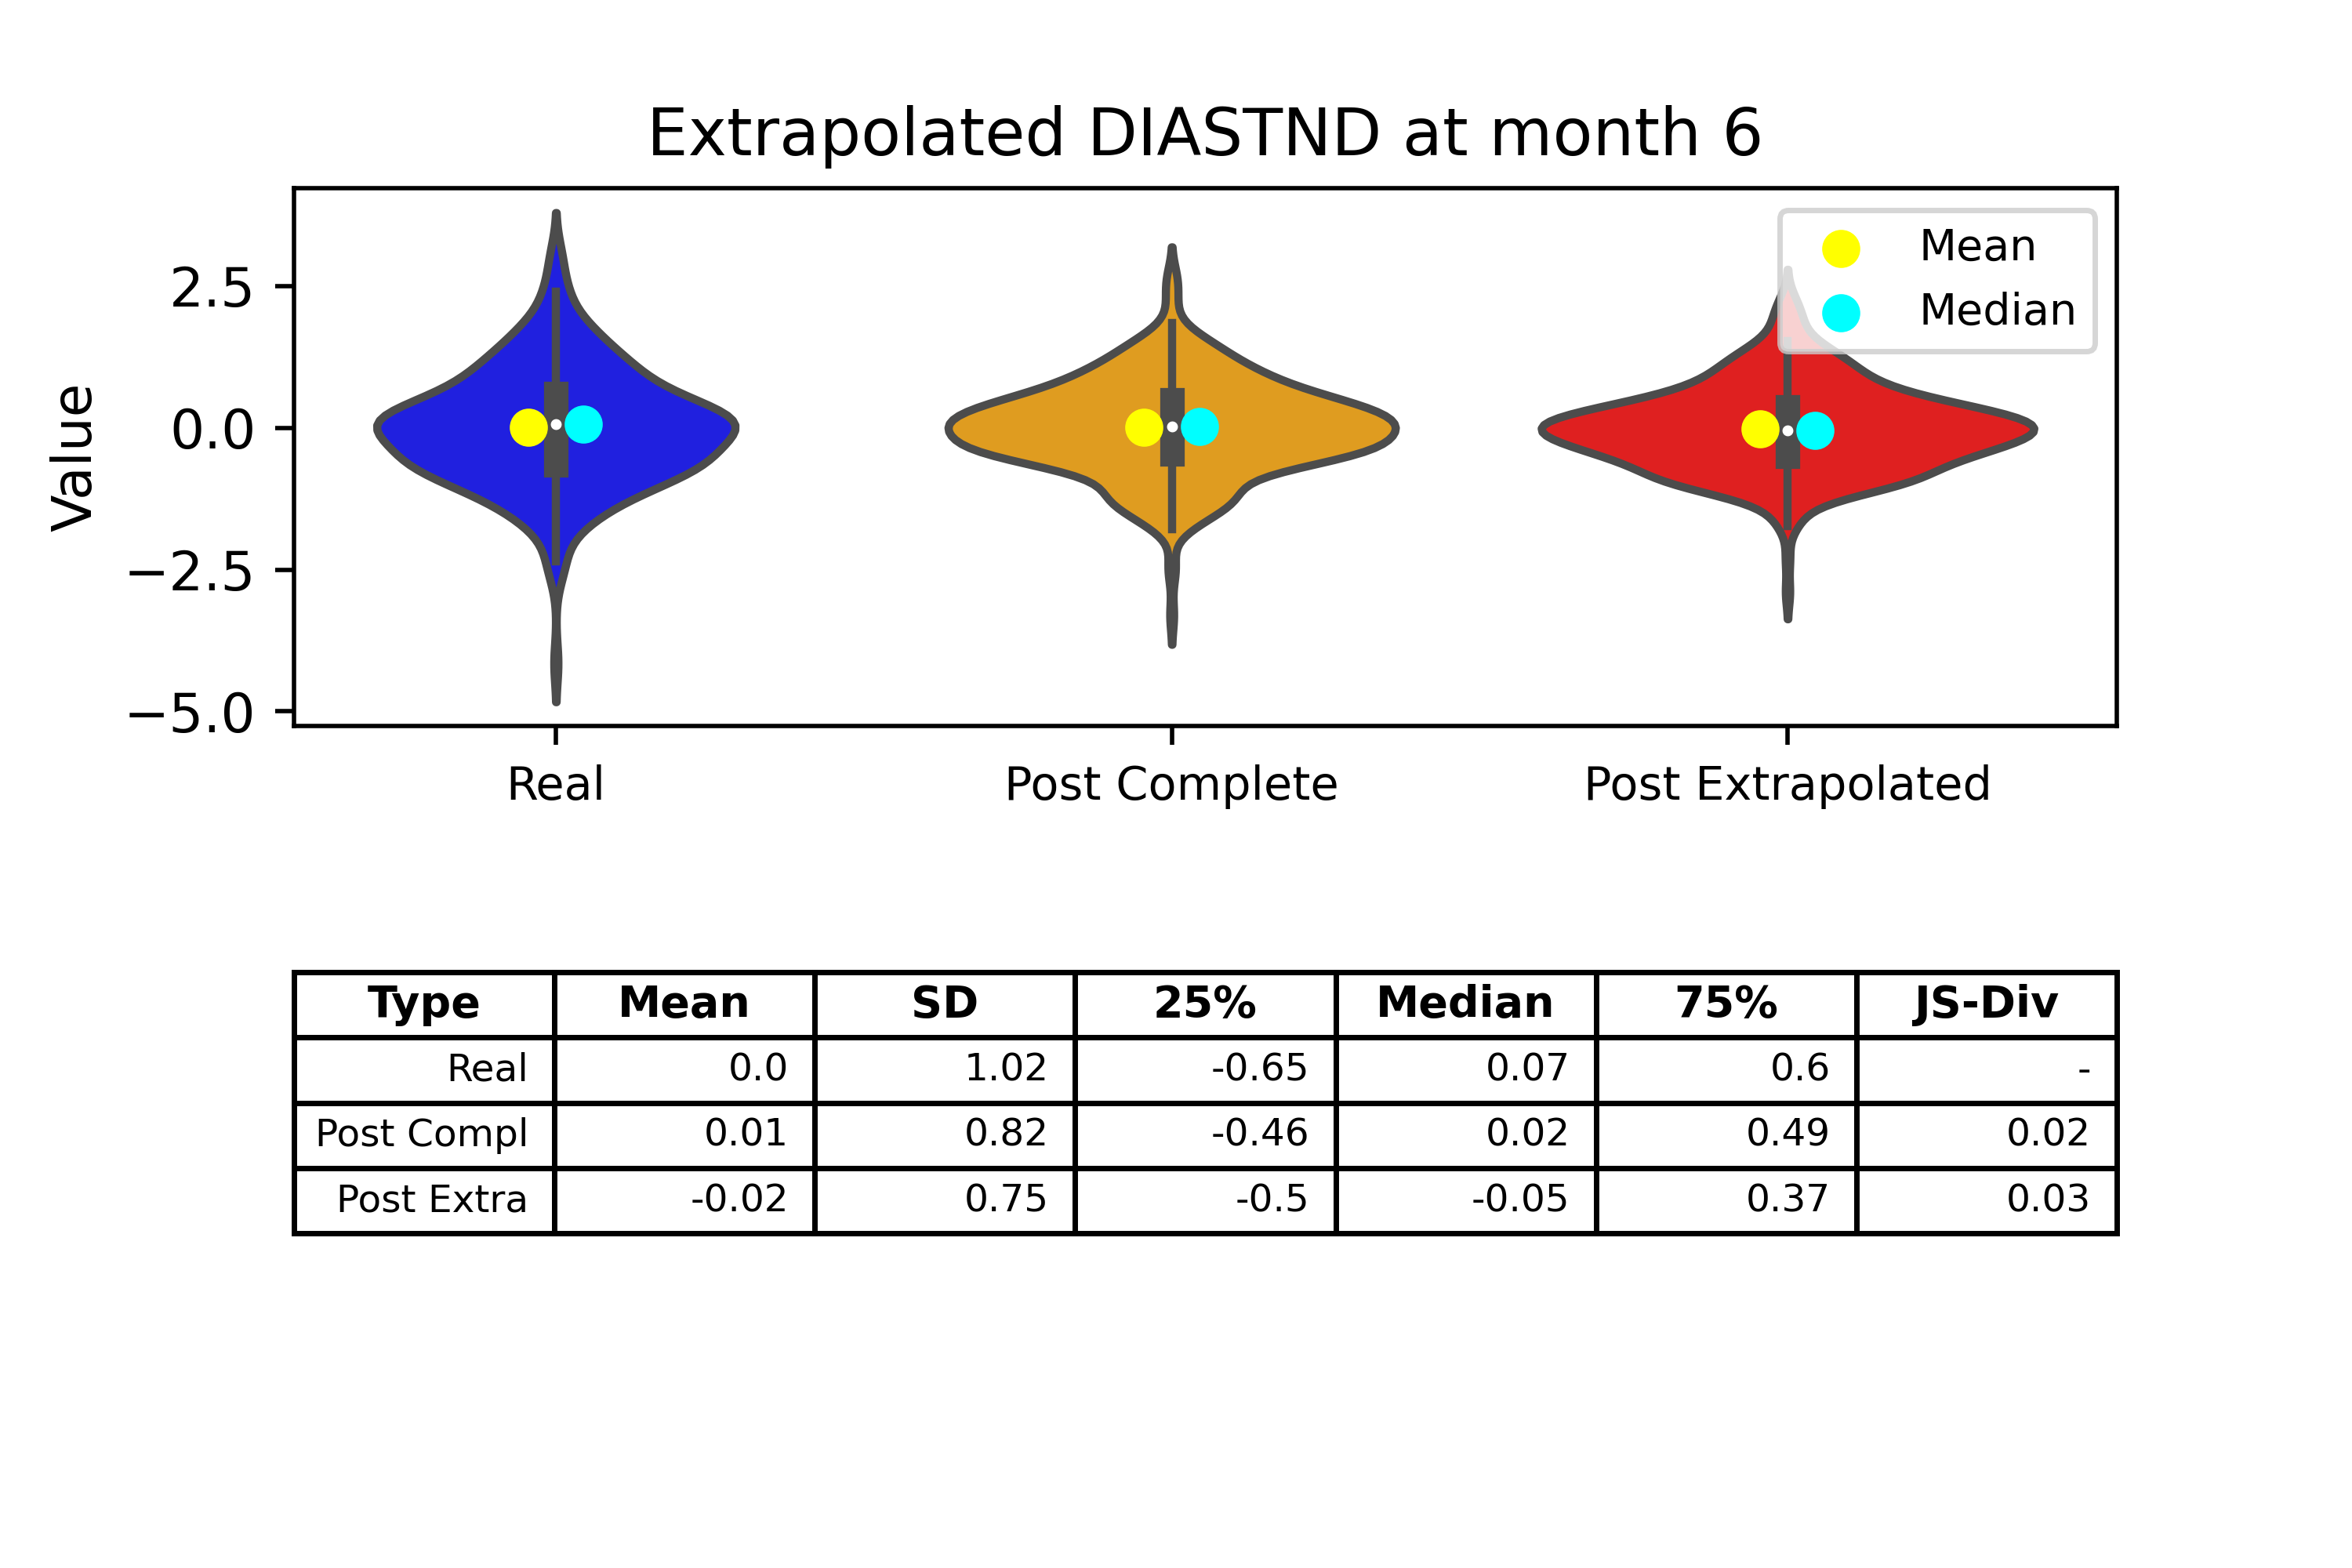 Extrapolated DIASTND at month 6
Mean
Median
Value
2.5
0.0
−2.5
−5.0
Real Post Complete Post Extrapolated
Type Mean SD 25% Median 75% JS-Div
Real 0.0 1.02 -0.65 0.07 0.6 -
Post Compl 0.01 0.82 -0.46 0.02 0.49 0.02
Post Extra -0.02 0.75 -0.5 -0.05 0.37 0.03